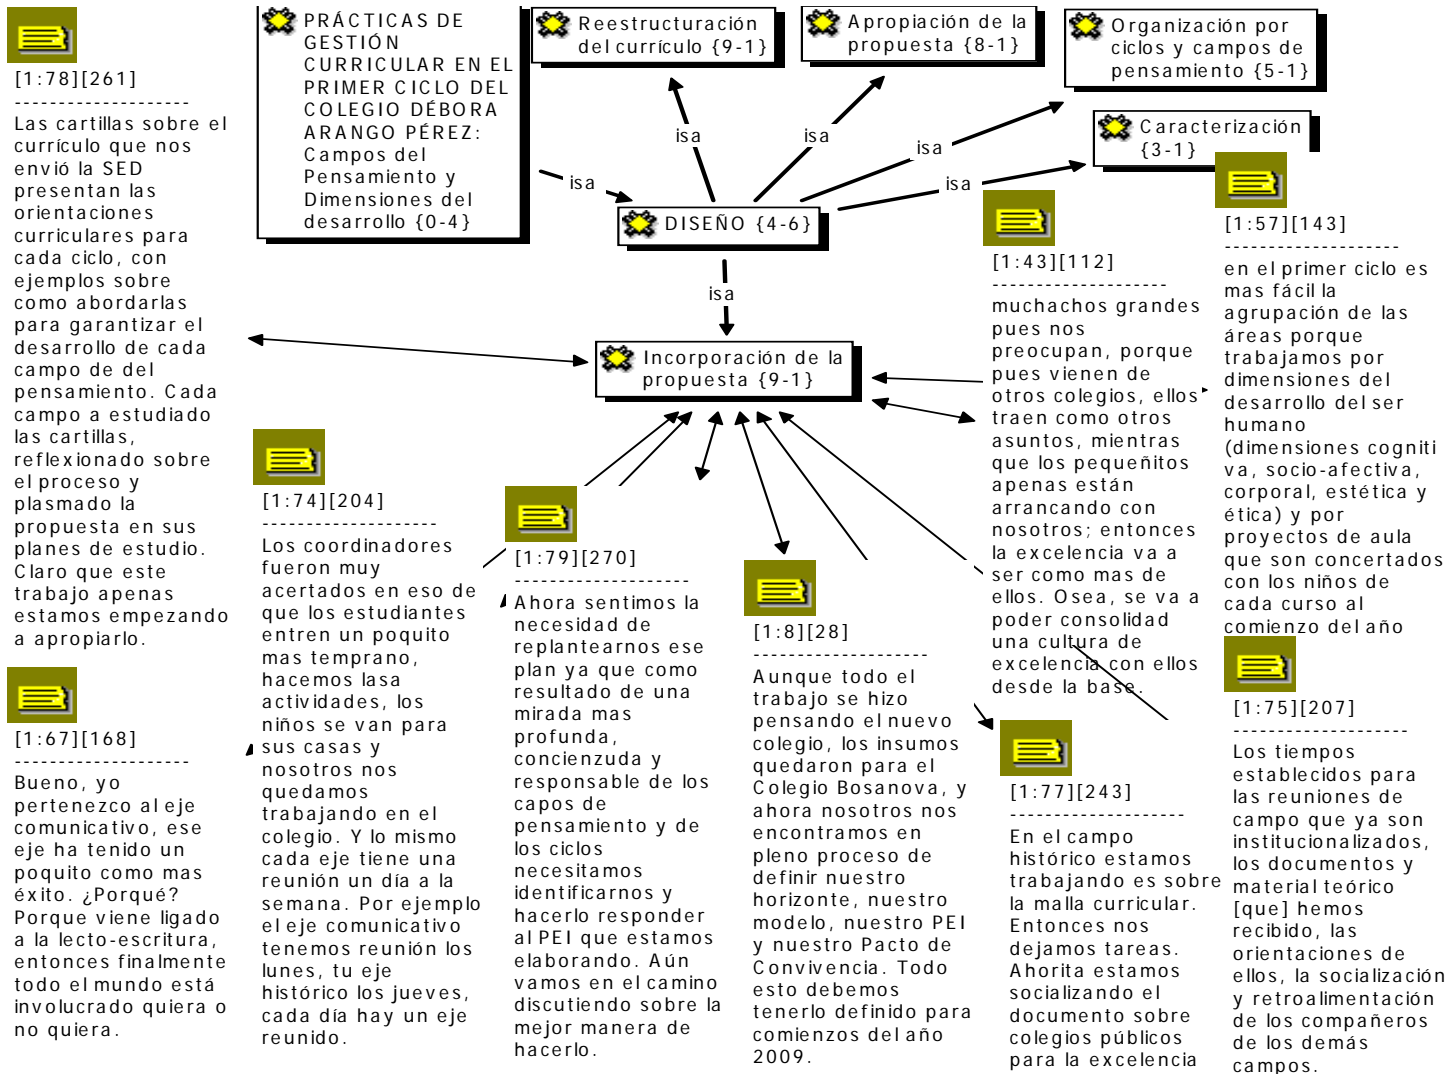 [1:78][261]
--------------------
Las cartillas sobre el
currículo que nos
envió la SED
presentan las
orientaciones
curriculares para
cada ciclo, con
ejemplos sobre
como abordarlas
para garantizar el
desarrollo de cada
campo de del
pensamiento. Cada
campo a estudiado
las cartillas,
reflexionado sobre
el proceso y
plasmado la
propuesta en sus
planes de estudio.
Claro que este
trabajo apenas
estamos empezando
a apropiarlo.
[1:67][168]
--------------------
Bueno, yo
pertenezco al eje
comunicativo, ese
eje ha tenido un
poquito como mas
éxito. ¿Porqué?
Porque viene ligado
a la lecto-escritura,
entonces finalmente
todo el mundo está
involucrado quiera o
no quiera.
PRÁCTICAS DE
GESTIÓN
CURRICULAR EN EL
PRIMER CICLO DEL
COLEGIO DÉBORA
ARANGO PÉREZ:
Campos del
Pensamiento y
Dimensiones del
desarrollo {0-4}
Reestructuración
del currículo {9-1}
Apropiación de la
propuesta {8-1}
Organización por
ciclos y campos de
pensamiento {5-1}
Caracterización
{3-1}
isa
isa
isa
isa
isa
DISEÑO {4-6}
isa
Incorporación de la
propuesta {9-1}
[1:74][204]
--------------------
Los coordinadores
fueron muy
acertados en eso de
que los estudiantes
entren un poquito
mas temprano,
hacemos lasa
actividades, los
niños se van para
sus casas y
nosotros nos
quedamos
trabajando en el
colegio. Y lo mismo
cada eje tiene una
reunión un día a la
semana. Por ejemplo
el eje comunicativo
tenemos reunión los
lunes, tu eje
histórico los jueves,
cada día hay un eje
reunido.
[1:79][270]
--------------------
Ahora sentimos la
necesidad de
replantearnos ese
plan ya que como
resultado de una
mirada mas
profunda,
concienzuda y
responsable de los
capos de
pensamiento y de
los ciclos
necesitamos
identificarnos y
hacerlo responder
al PEI que estamos
elaborando. Aún
vamos en el camino
discutiendo sobre la
mejor manera de
hacerlo.
[1:8][28]
--------------------
Aunque todo el
trabajo se hizo
pensando el nuevo
colegio, los insumos
quedaron para el
Colegio Bosanova, y
ahora nosotros nos
encontramos en
pleno proceso de
definir nuestro
horizonte, nuestro
modelo, nuestro PEI
y nuestro Pacto de
Convivencia. Todo
esto debemos
tenerlo definido para
comienzos del año
2009.
[1:43][112]
--------------------
muchachos grandes
pues nos
preocupan, porque
pues vienen de
otros colegios, ellos
traen como otros
asuntos, mientras
que los pequeñitos
apenas están
arrancando con
nosotros; entonces
la excelencia va a
ser como mas de
ellos. Osea, se va a
poder consolidad
una cultura de
excelencia con ellos
desde la base.
[1:77][243]
--------------------
En el campo
histórico estamos
trabajando es sobre
la malla curricular.
Entonces nos
dejamos tareas.
Ahorita estamos
socializando el
documento sobre
colegios públicos
para la excelencia
[1:57][143]
--------------------
en el primer ciclo es
mas fácil la
agrupación de las
áreas porque
trabajamos por
dimensiones del
desarrollo del ser
humano
(dimensiones cogniti
va, socio-afectiva,
corporal, estética y
ética) y por
proyectos de aula
que son concertados
con los niños de
cada curso al
comienzo del año
[1:75][207]
--------------------
Los tiempos
establecidos para
las reuniones de
campo que ya son
institucionalizados,
los documentos y
material teórico
[que] hemos
recibido, las
orientaciones de
ellos, la socialización
y retroalimentación
de los compañeros
de los demás
campos.